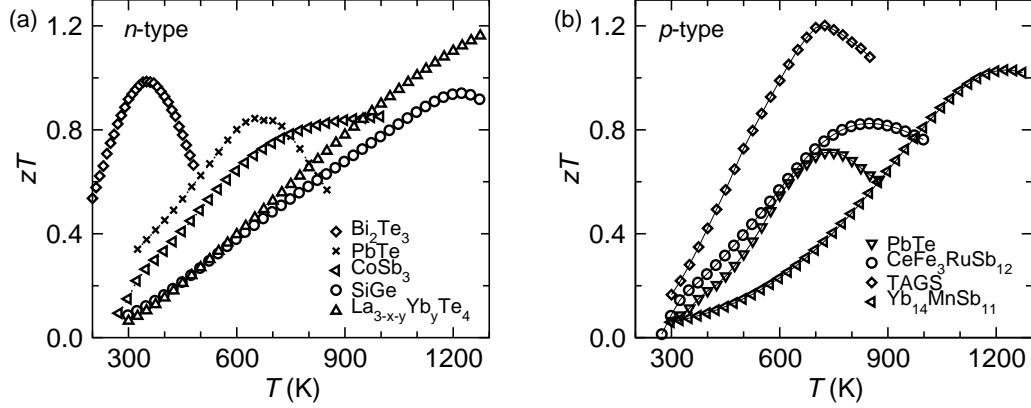 (a)
n-type
1.2
0.8
0.4
0.0
zT
300
600
900
1200
T (K)
Bi₂Te₃
PbTe
CoSb₃
SiGe
La₃₋ₓ₋yYbyTe₄
(b)
p-type
1.2
0.8
0.4
0.0
zT
300
600
900
1200
T (K)
PbTe
CeFe₃RuSb₁₂
TAGS
Yb₁₄MnSb₁₁